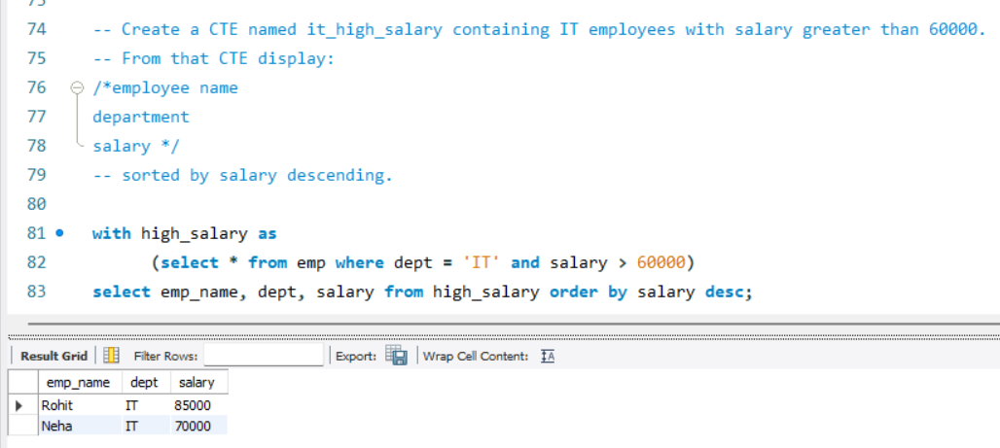 74 -- Create a CTE named it_high_salary containing IT employees with salary greater than 60000.
75 -- From that CTE display:
76 /*employee name
77 department
78 salary */
79 -- sorted by salary descending.
80
81 with high_salary as
82 (select * from emp where dept = 'IT' and salary > 60000)
83 select emp_name, dept, salary from high_salary order by salary desc;
Result Grid Filter Rows: Export: Wrap Cell Content: IA
emp_name dept salary
Rohit IT 85000
Neha IT 70000